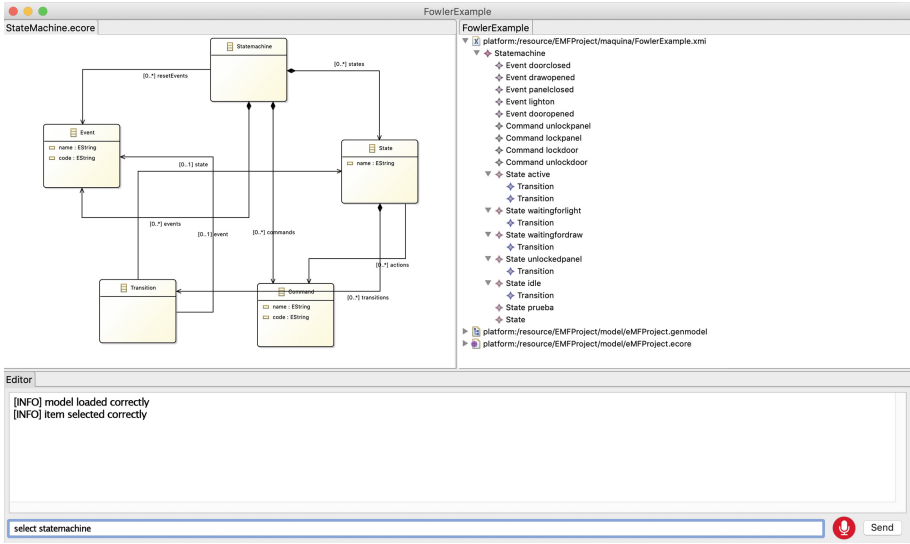 FowlerExample
StateMachine.ecore
Statemachine
[0..*] states
[0..*] resetEvents
Event
name : EString
code : EString
State
name : EString
[0..1] state
[0..*] events
[0..1] event
[0..*] commands
[0..*] actions
Transition
Command
name : EString
code : EString
[0..*] transitions
FowlerExample
platform:/resource/EMFProject/maquina/FowlerExample.xmi
Statemachine
Event doorclosed
Event drawopened
Event panelclosed
Event lighton
Event dooropened
Command unlockpanel
Command lockpanel
Command lockdoor
Command unlockdoor
State active
Transition
Transition
State waitingforlight
Transition
State waitingfordraw
Transition
State unlockedpanel
Transition
State idle
Transition
State prueba
State
platform:/resource/EMFProject/model/eMFProject.genmodel
platform:/resource/EMFProject/model/eMFProject.ecore
Editor
[INFO] model loaded correctly
[INFO] item selected correctly
select statemachine
Send